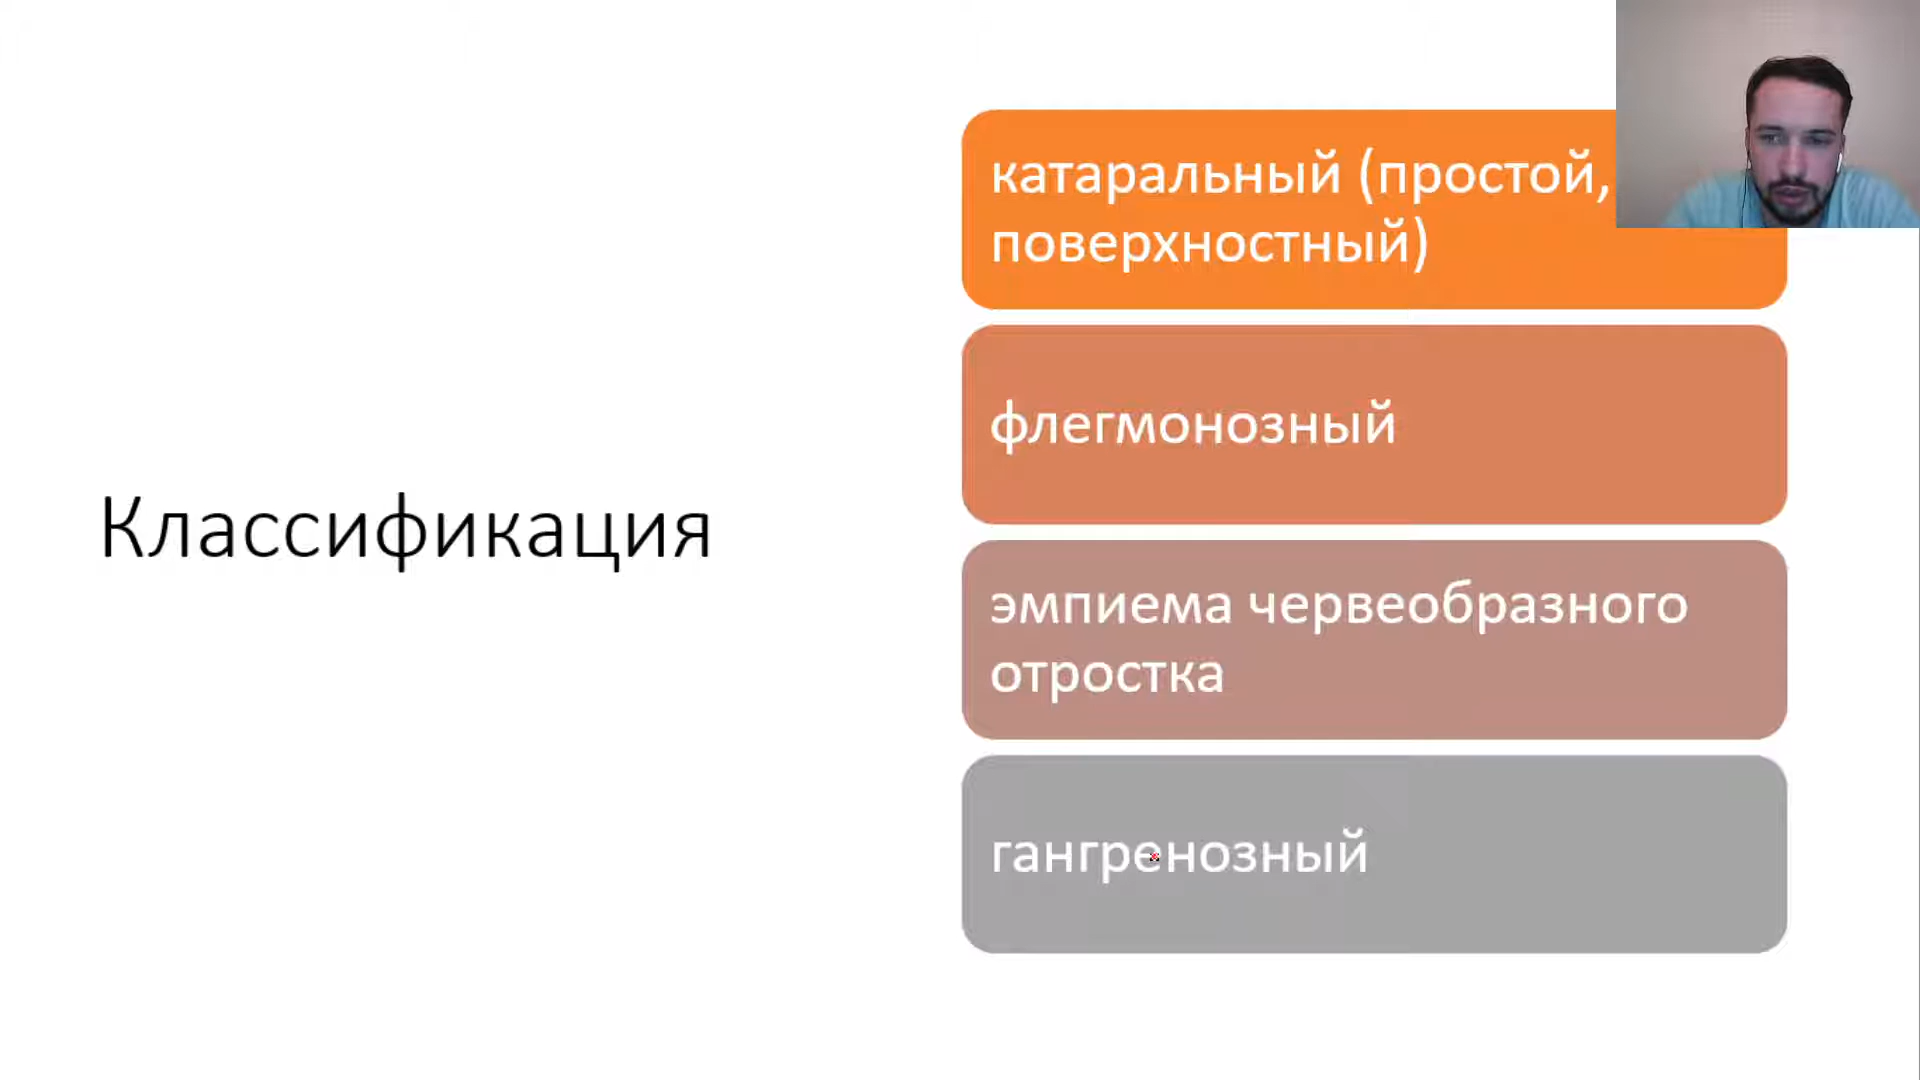 Классификация
катаральный (простой,
поверхностный)
флегмонозный
эмпиема червеобразного
отростка
гангренозный